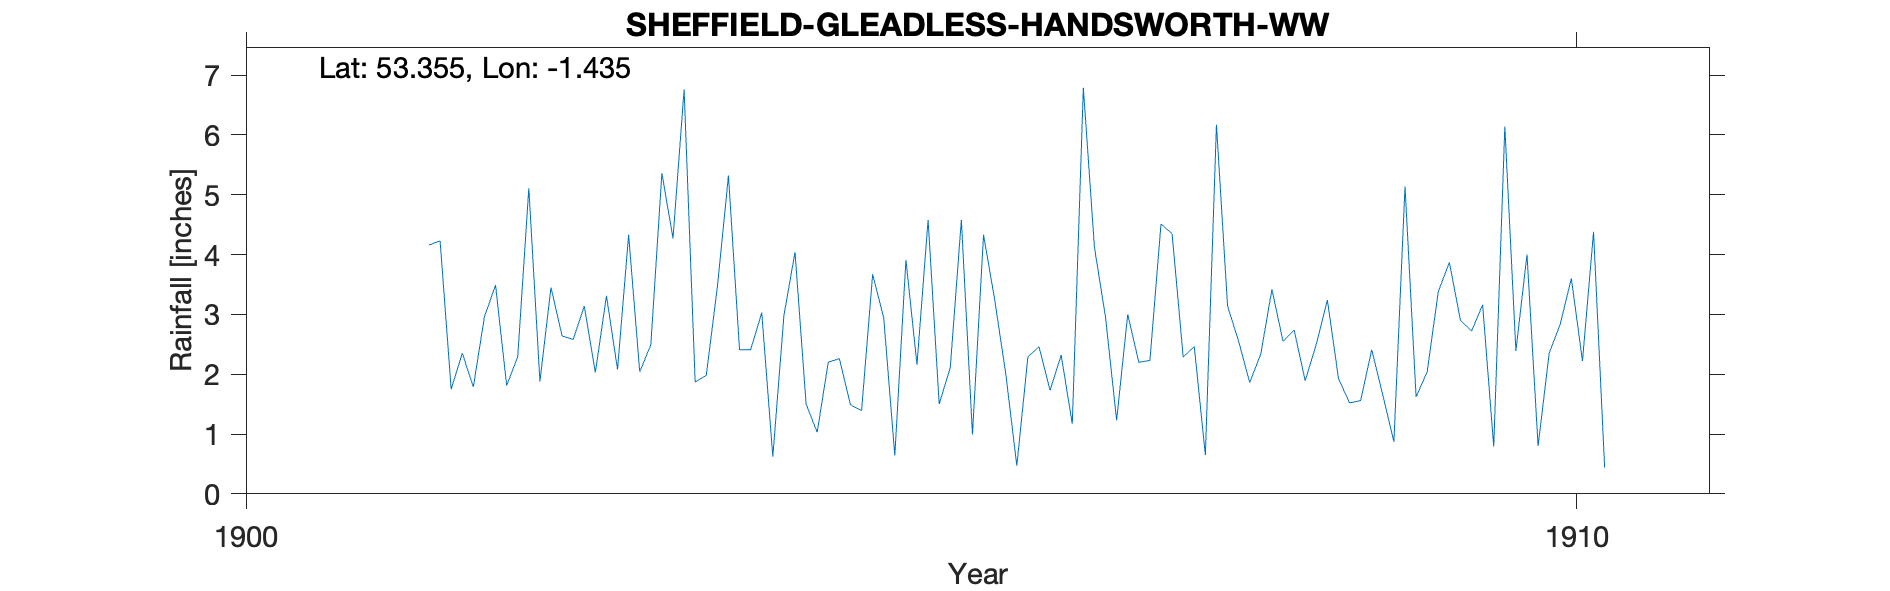 SHEFFIELD-GLEADLESS-HANDSWORTH-WW
Lat: 53.355, Lon: -1.435
7
6
5
4
3
2
1
0
Rainfall [inches]
1900
1910
Year